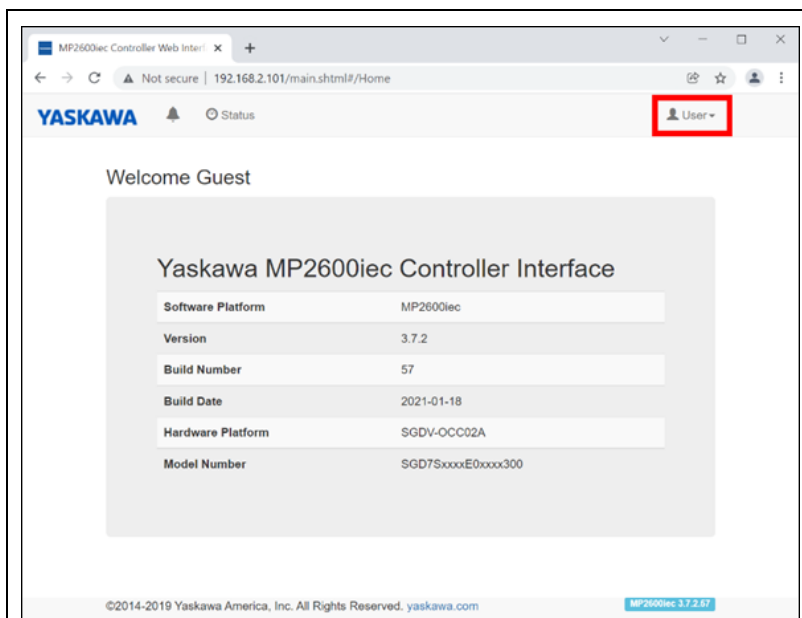 MP2600iec Controller Web Interf
Not secure | 192.168.2.101/main.shtml#/Home
YASKAWA Status User
Welcome Guest
Yaskawa MP2600iec Controller Interface
Software Platform MP2600iec
Version 3.7.2
Build Number 57
Build Date 2021-01-18
Hardware Platform SGDV-OCC02A
Model Number SGD7SxxxxE0xxxx300
©2014-2019 Yaskawa America, Inc. All Rights Reserved. yaskawa.com MP2600iec 3.7.2.57